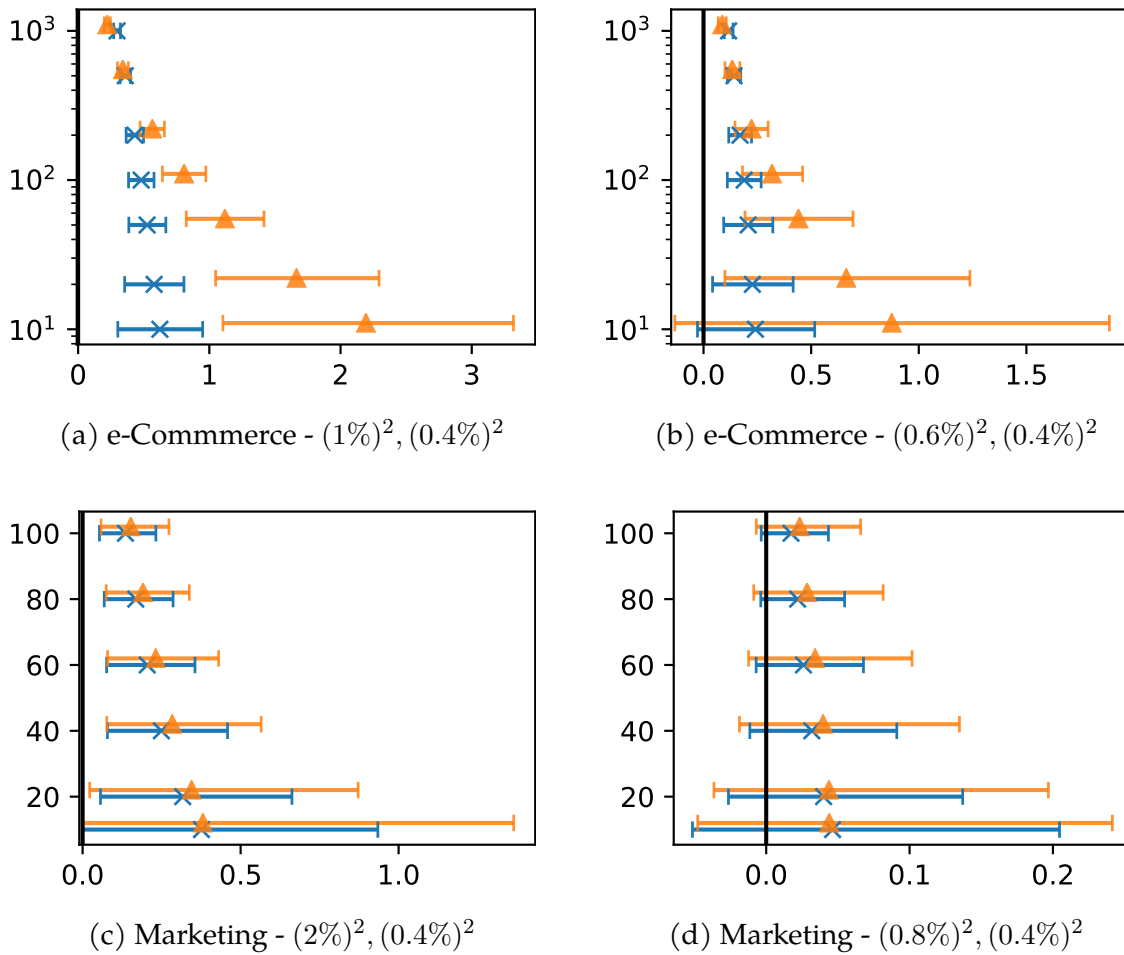 10³
10²
10¹
0 1 2 3
(a) e-Commmerce - (1%)², (0.4%)²
10³
10²
10¹
0.0 0.5 1.0 1.5
(b) e-Commerce - (0.6%)², (0.4%)²
100
80
60
40
20
0.0 0.5 1.0
(c) Marketing - (2%)², (0.4%)²
100
80
60
40
20
0.0 0.1 0.2
(d) Marketing - (0.8%)², (0.4%)²